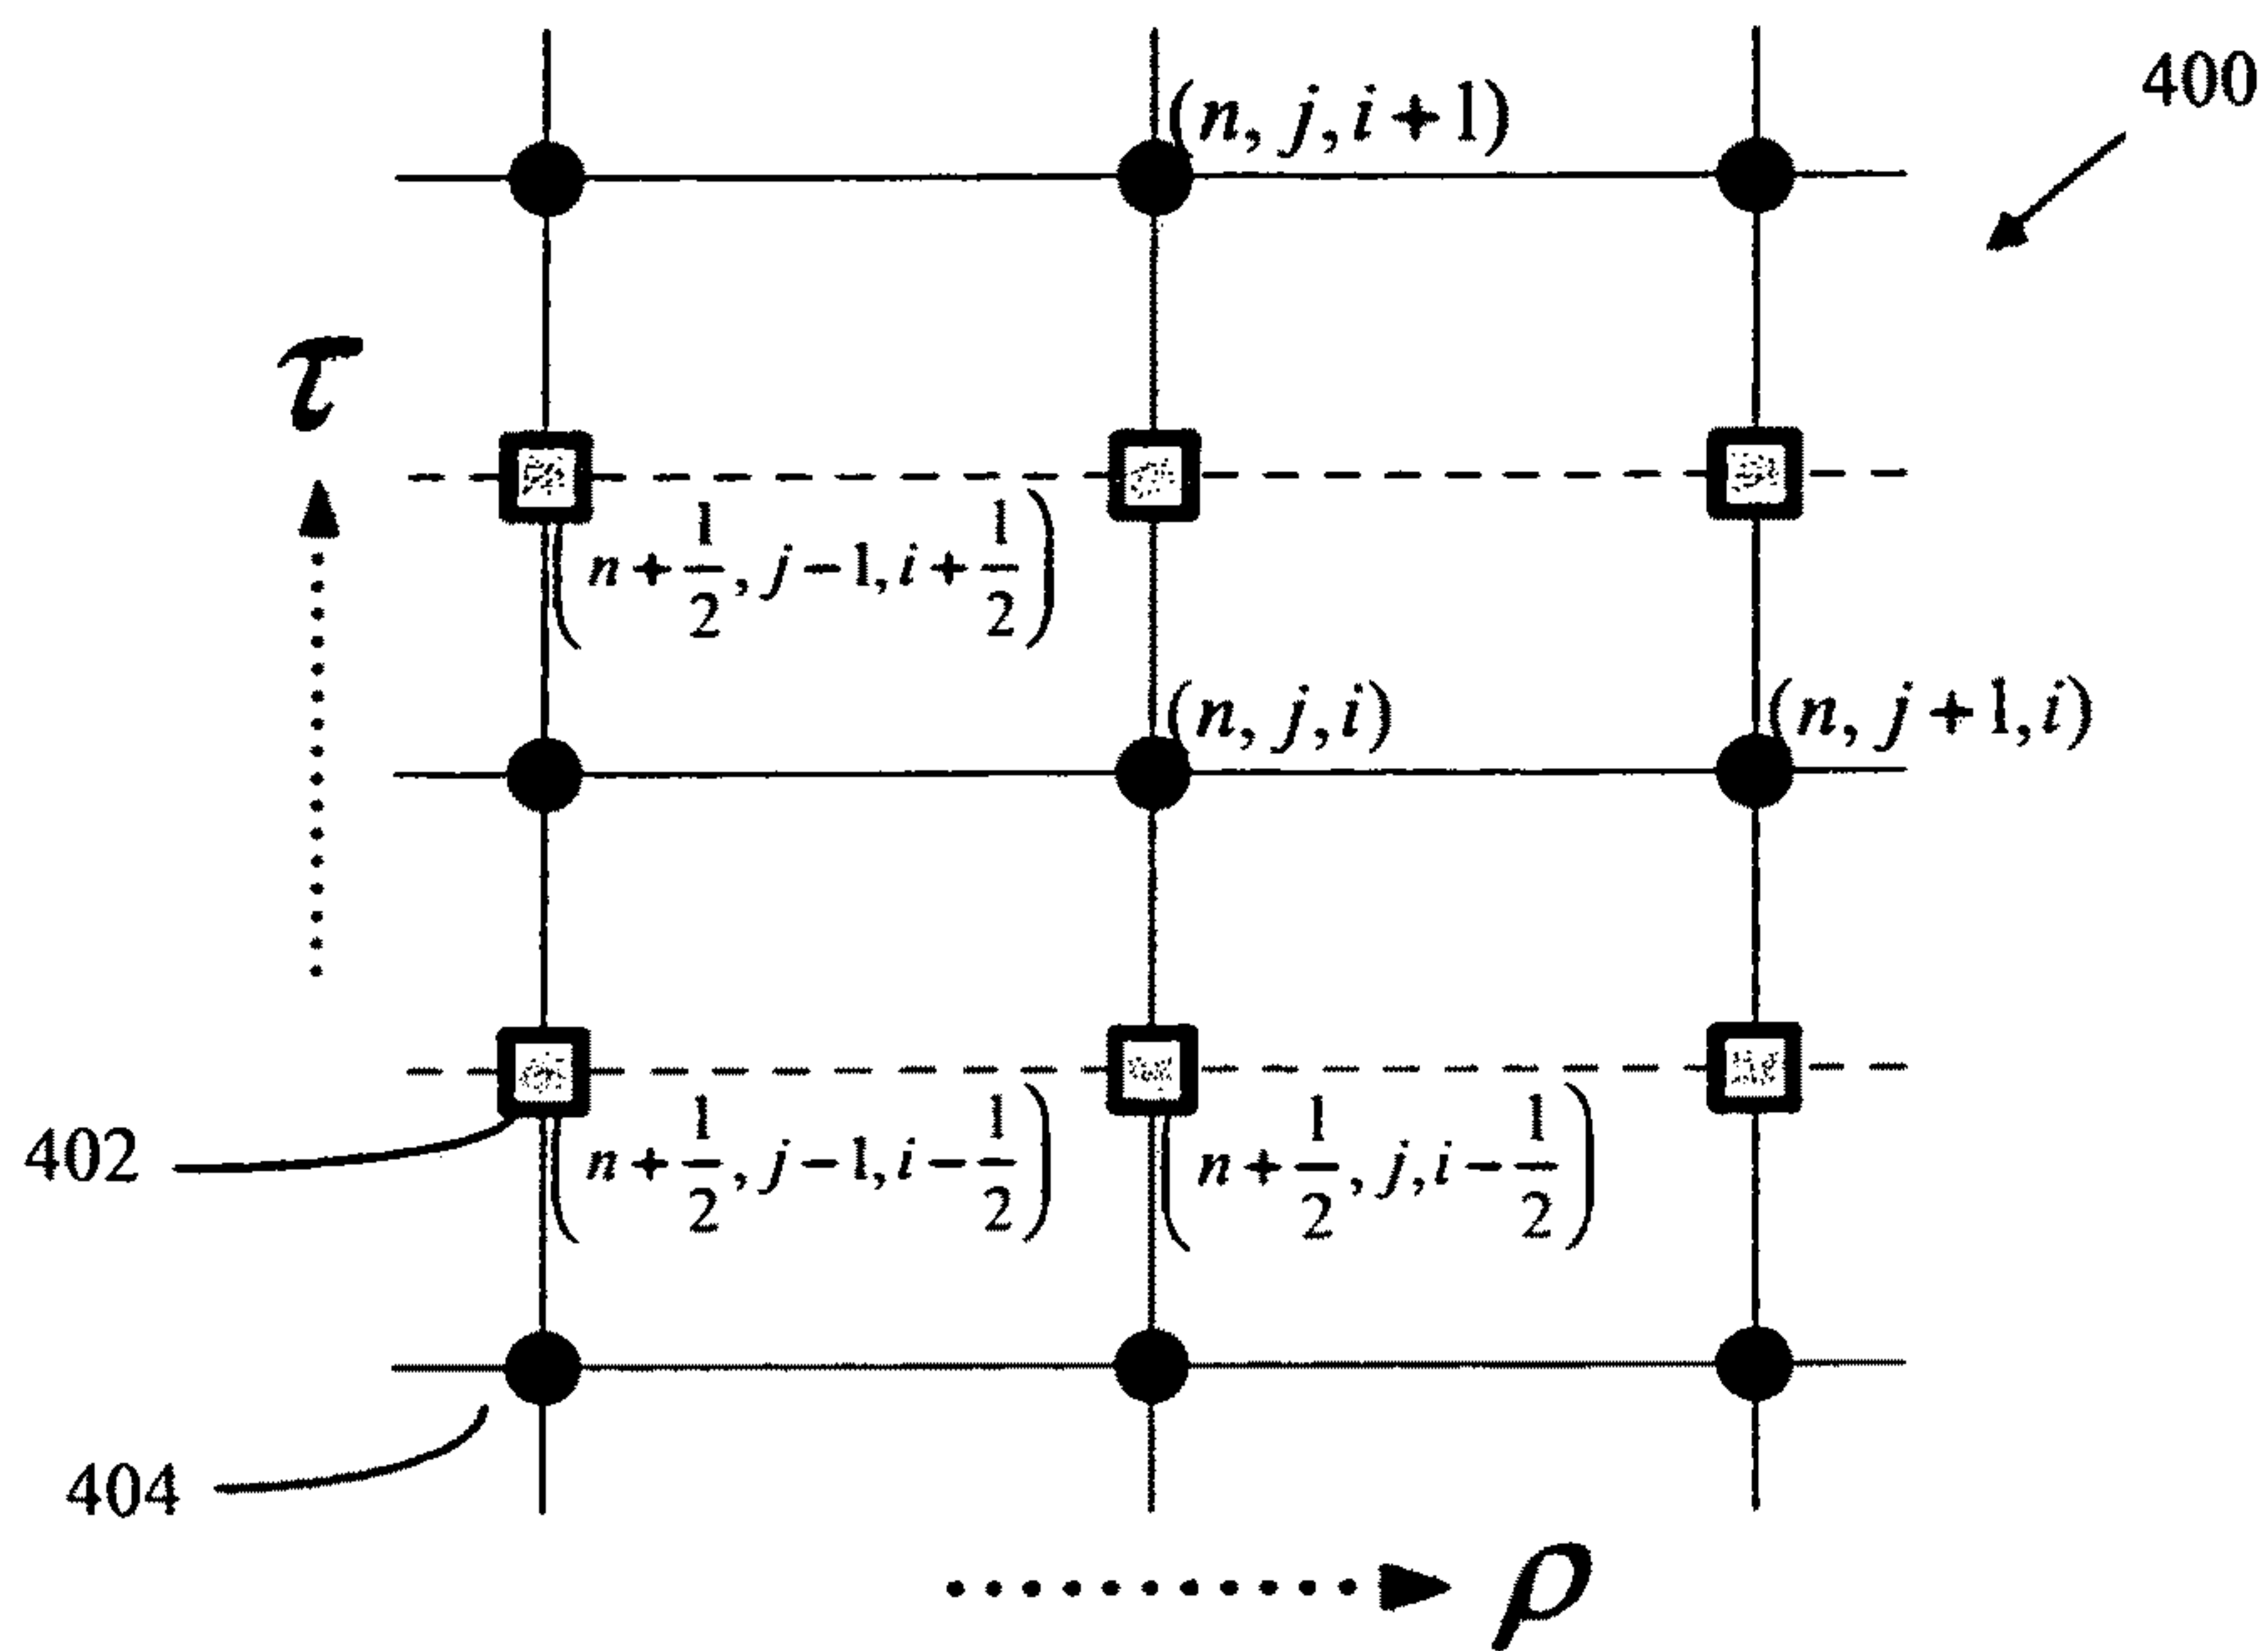 400
(n, j, i + 1)
τ
(n + 1/2, j − 1, i + 1/2)
(n, j, i)
(n, j + 1, i)
402
(n + 1/2, j − 1, i − 1/2)
(n + 1/2, j, i − 1/2)
404
ρ